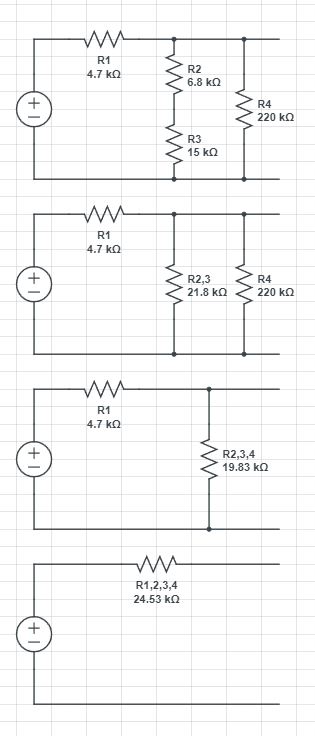 R1
4.7 kΩ
R2
6.8 kΩ
R3
15 kΩ
R4
220 kΩ
R1
4.7 kΩ
R2,3
21.8 kΩ
R4
220 kΩ
R1
4.7 kΩ
R2,3,4
19.83 kΩ
R1,2,3,4
24.53 kΩ